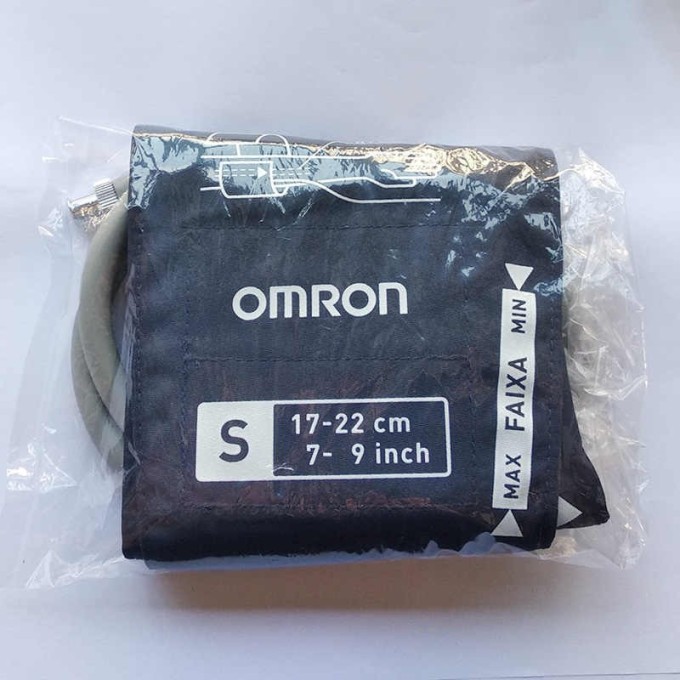 OMRON
S
17-22 cm
7- 9 inch
MAX FAIXA MIN